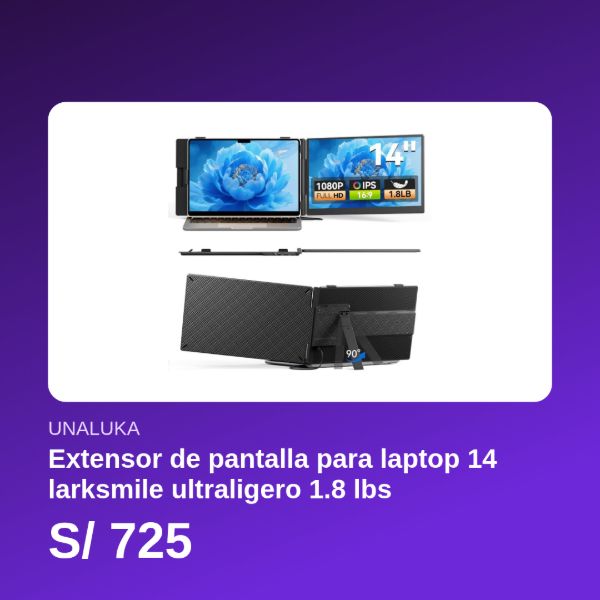 14"
1080P
FULL HD
IPS
16:9
1.8LB
90°
UNALUKA
Extensor de pantalla para laptop 14
larksmile ultraligero 1.8 lbs
S/ 725